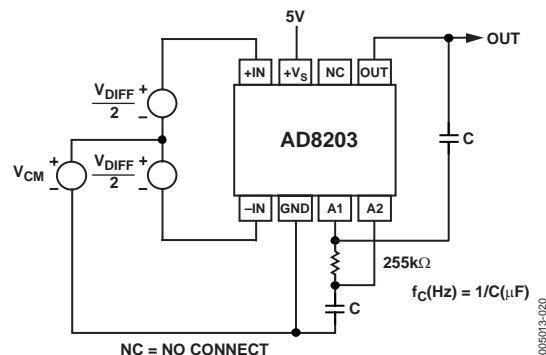 5V
OUT
+IN
+VS
NC
OUT
VDIFF
2
+
−
AD8203
C
VCM
+
−
VDIFF
2
+
−
−IN
GND
A1
A2
255kΩ
C
fC(Hz) = 1/C(μF)
NC = NO CONNECT
005013-020